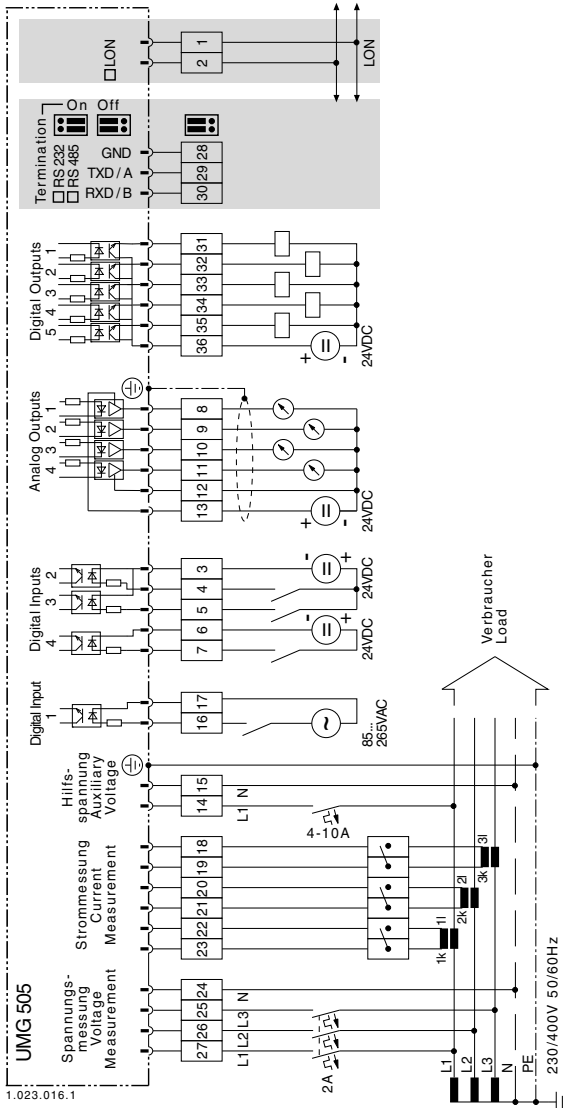 LON
1
2
LON
Termination
On Off
RS 232
RS 485
GND
TXD / A
RXD / B
28
29
30
Digital Outputs
1
2
3
4
5
31
32
33
34
35
36
+
-
24VDC
Analog Outputs
1
2
3
4
8
9
10
11
12
13
+
-
24VDC
Digital Inputs
2
3
4
3
4
5
6
7
-
+
24VDC
-
+
24VDC
Digital Input
1
17
16
~
85...
265VAC
Hilfs-
spannung
Auxiliary
Voltage
15
14
N
L1
4-10A
Strommessung
Current
Measurement
18
19
20
21
22
23
1k
1l
2k
2l
3k
3l
UMG 505
Spannungs-
messung
Voltage
Measurement
24
25
26
27
N
L3
L2
L1
2A
Verbraucher
Load
L1
L2
L3
N
PE
230/400V 50/60Hz
1.023.016.1